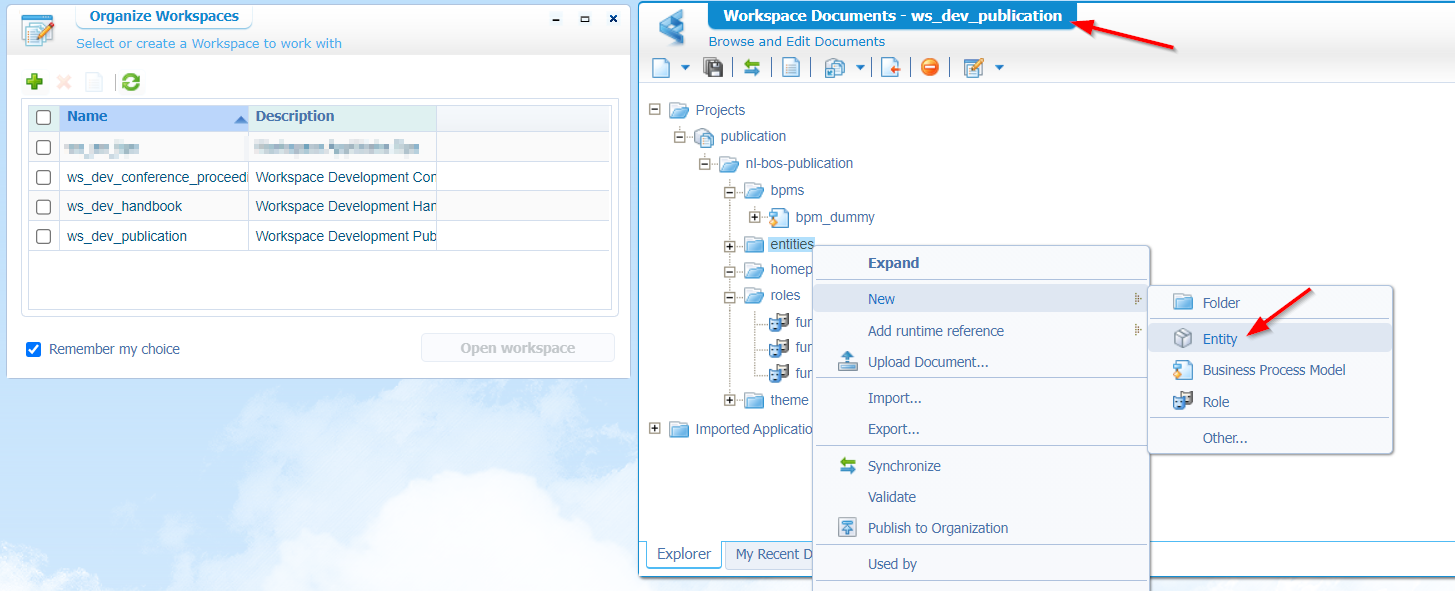 Organize Workspaces
Select or create a Workspace to work with
Name Description
ws_dev_conference_proceedi Workspace Development Con
ws_dev_handbook Workspace Development Han
ws_dev_publication Workspace Development Pub
Remember my choice
Open workspace
Workspace Documents - ws_dev_publication
Browse and Edit Documents
Projects
publication
nl-bos-publication
bpms
bpm_dummy
entities
homep
roles
fur
fur
fur
theme
Imported Applicatio
Explorer
My Recent D
Expand
New
Add runtime reference
Upload Document...
Import...
Export...
Synchronize
Validate
Publish to Organization
Used by
Folder
Entity
Business Process Model
Role
Other...